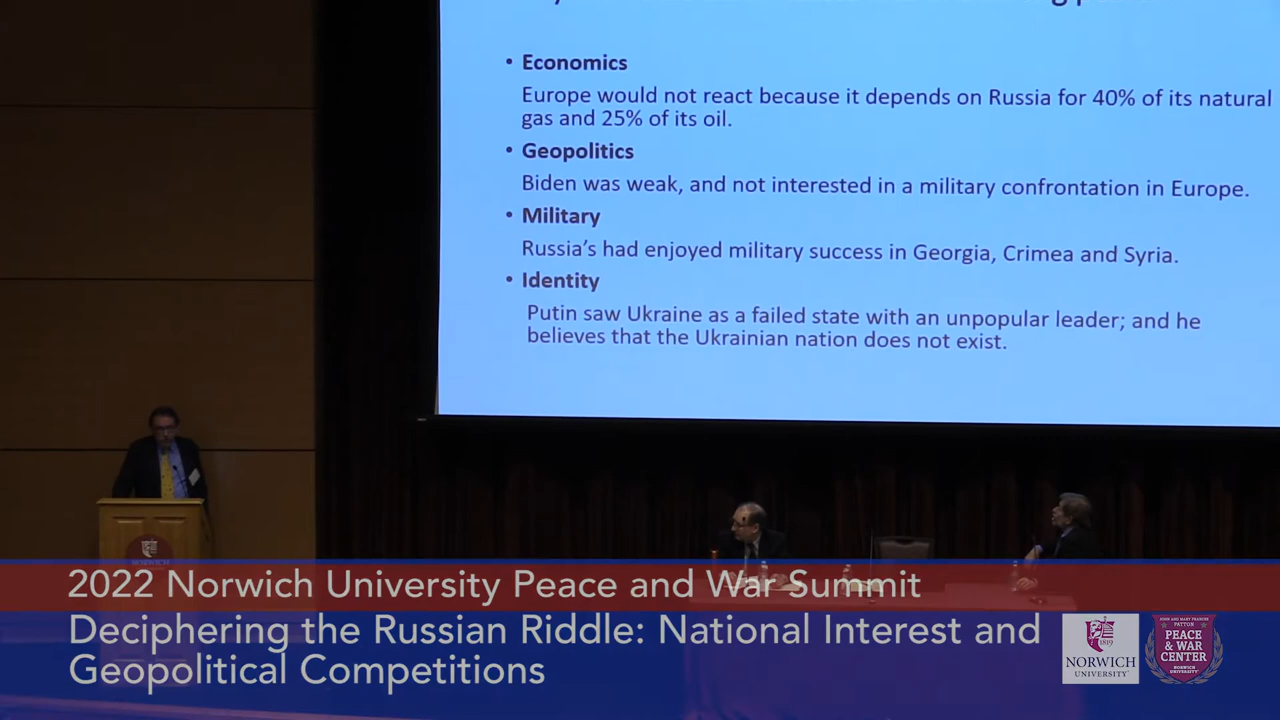 • Economics
Europe would not react because it depends on Russia for 40% of its natural
gas and 25% of its oil.
• Geopolitics
Biden was weak, and not interested in a military confrontation in Europe.
• Military
Russia's had enjoyed military success in Georgia, Crimea and Syria.
• Identity
Putin saw Ukraine as a failed state with an unpopular leader; and he
believes that the Ukrainian nation does not exist.
NORWICH
2022 Norwich University Peace and War Summit
Deciphering the Russian Riddle: National Interest and
Geopolitical Competitions
1819
NORWICH
UNIVERSITY
JOHN AND MARY FRANCES
PATTON
PEACE
& WAR
CENTER
NORWICH
UNIVERSITY